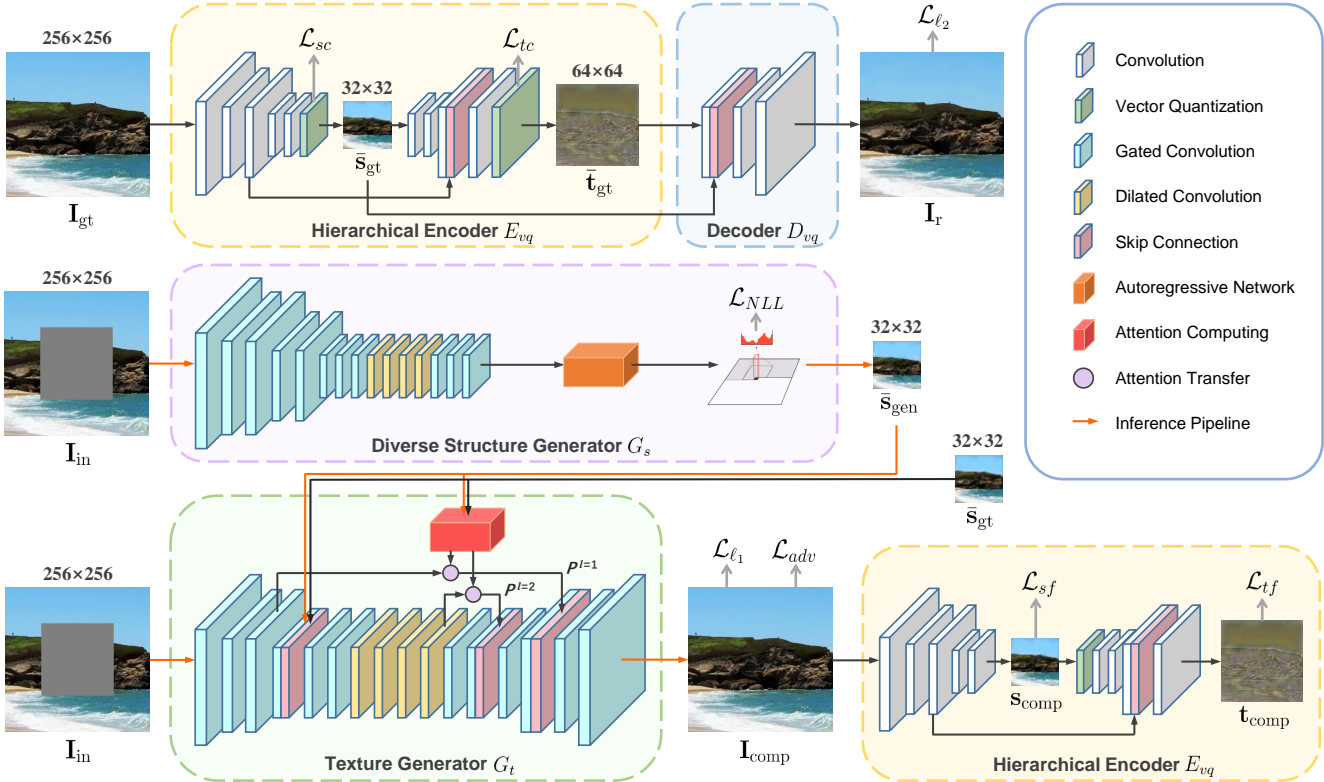 256×256
I_gt
L_sc
32×32
s̄_gt
L_tc
64×64
t̄_gt
Hierarchical Encoder E_vq
Decoder D_vq
L_ℓ2
I_r
Convolution
Vector Quantization
Gated Convolution
Dilated Convolution
Skip Connection
Autoregressive Network
Attention Computing
Attention Transfer
Inference Pipeline
256×256
I_in
L_NLL
Diverse Structure Generator G_s
32×32
s̄_gen
32×32
s̄_gt
256×256
I_in
P^l=1
P^l=2
Texture Generator G_t
L_ℓ1
L_adv
I_comp
L_sf
s_comp
L_tf
t_comp
Hierarchical Encoder E_vq